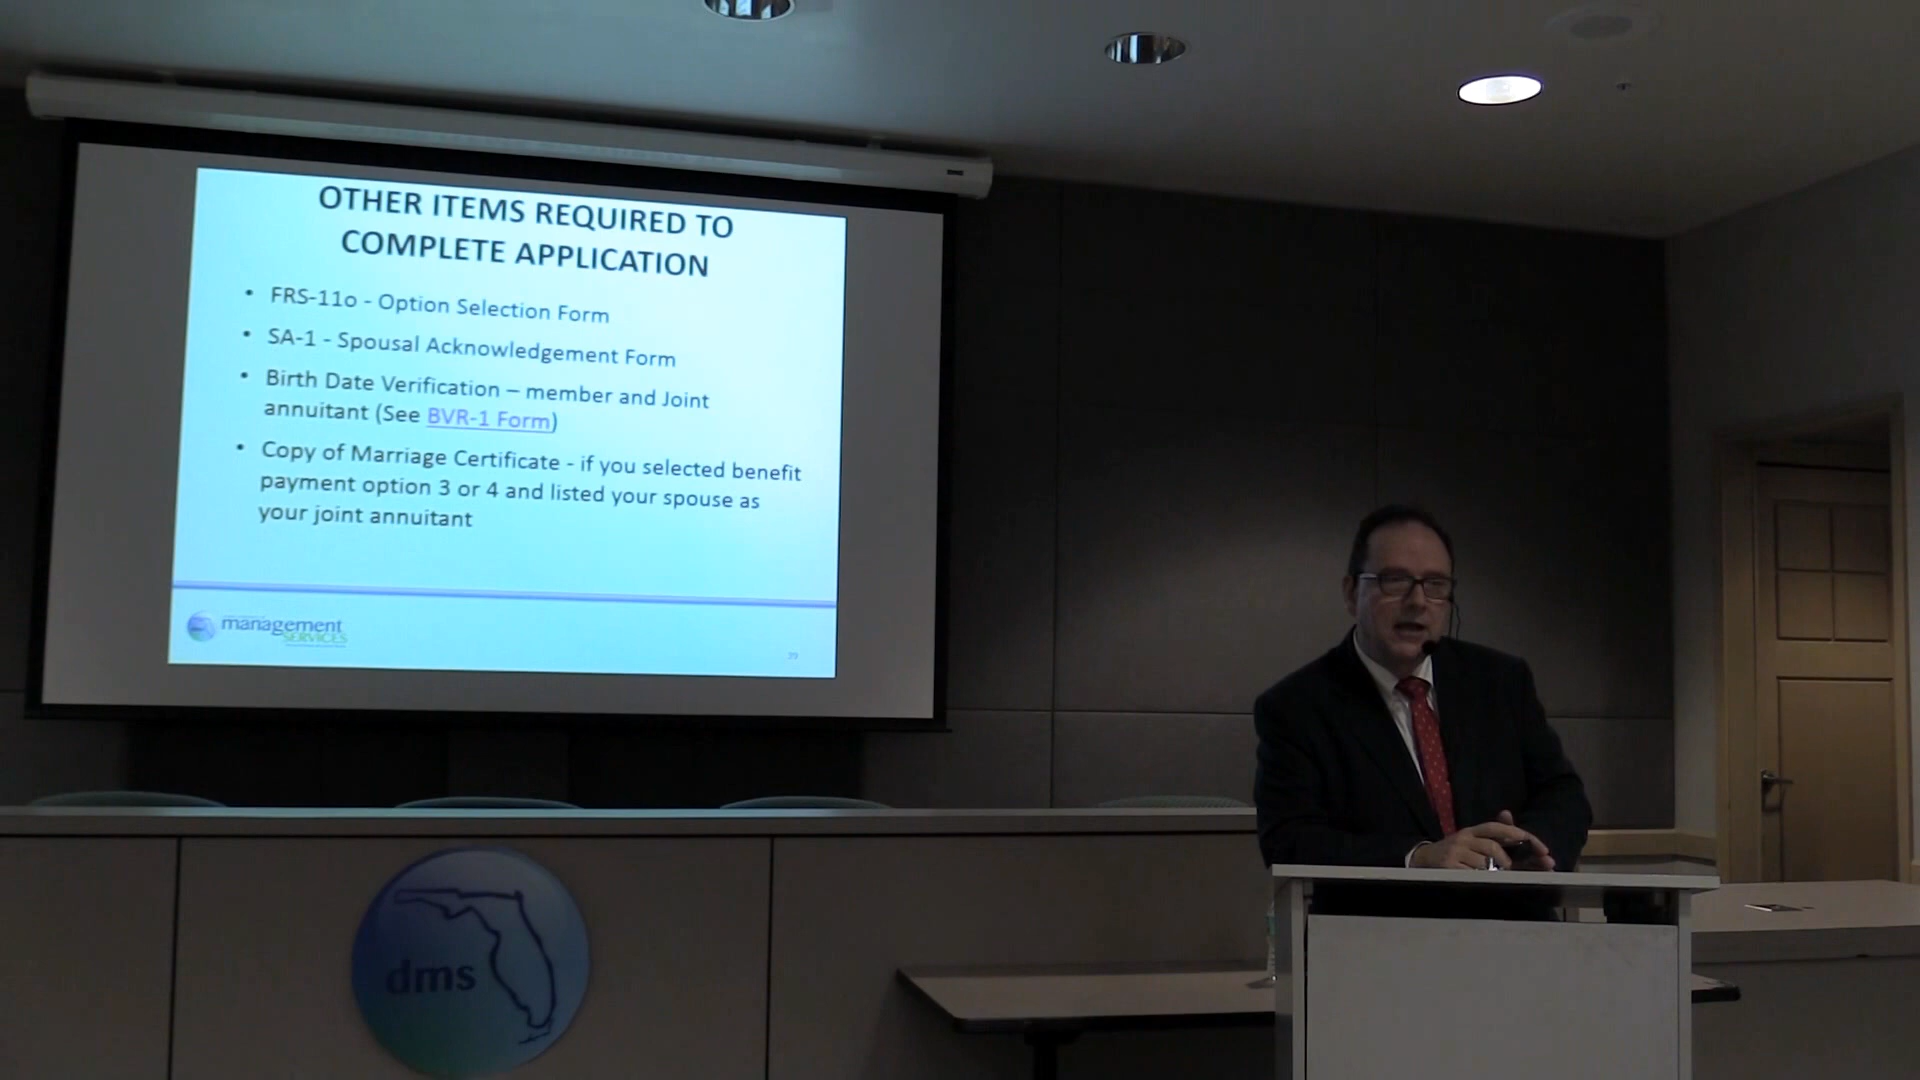 OTHER ITEMS REQUIRED TO
COMPLETE APPLICATION
• FRS-11o - Option Selection Form
• SA-1 - Spousal Acknowledgement Form
• Birth Date Verification – member and Joint
annuitant (See BVR-1 Form)
• Copy of Marriage Certificate - if you selected benefit
payment option 3 or 4 and listed your spouse as
your joint annuitant
management
SERVICES
dms